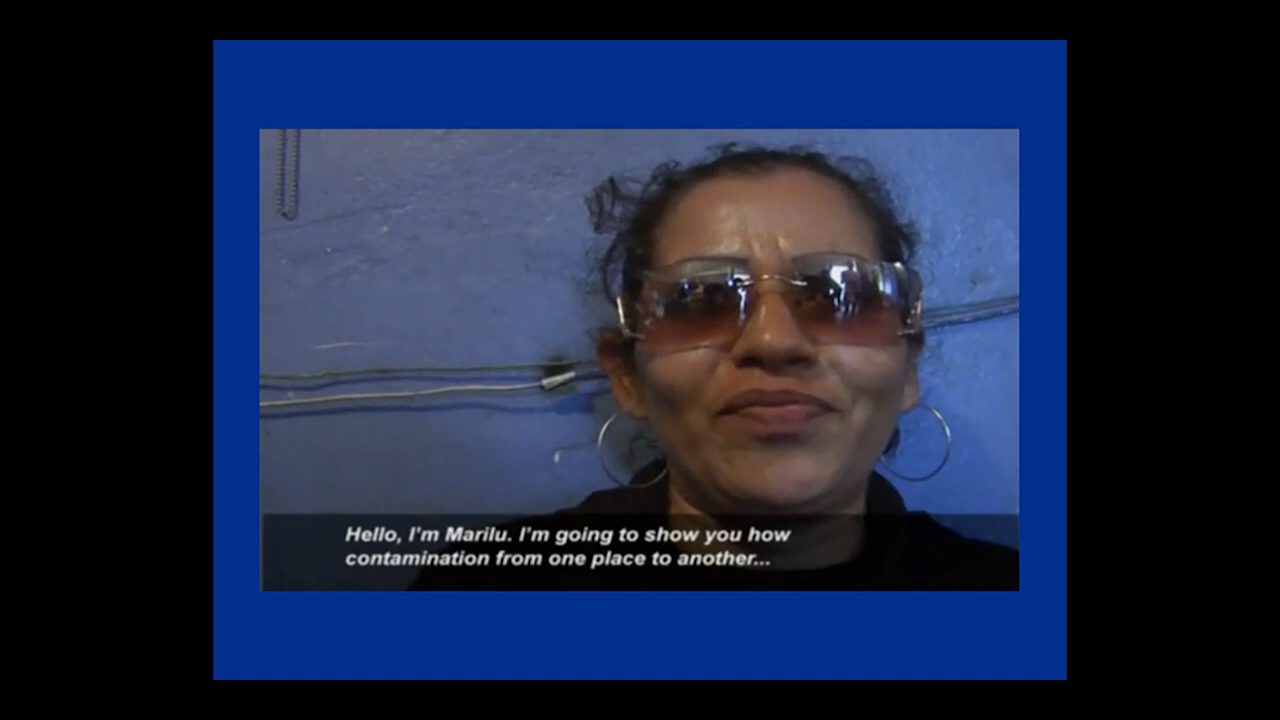 Hello, I'm Marilu. I'm going to show you how
contamination from one place to another...